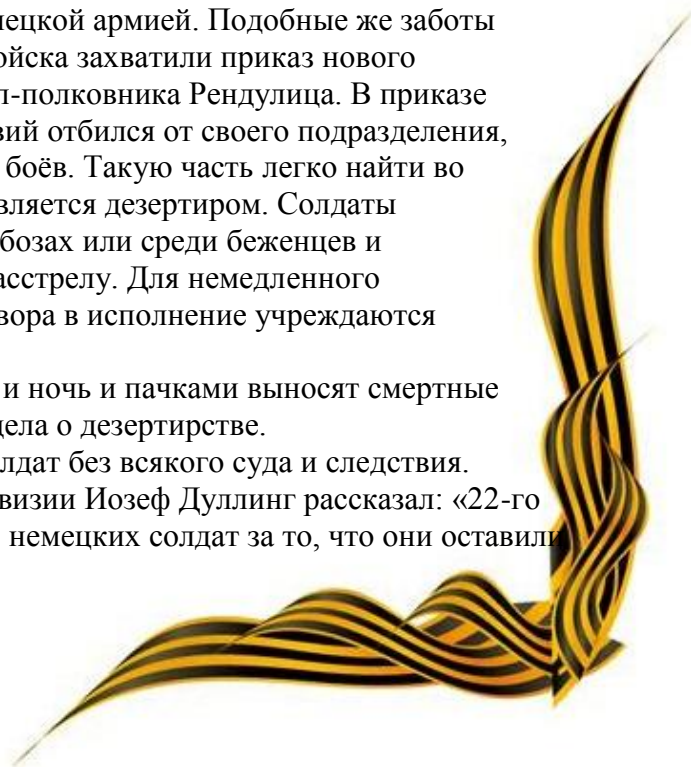 мецкой армией. Подобные же заботы
ойска захватили приказ нового
л-полковника Рендулица. В приказе
вий отбился от своего подразделения,
боёв. Такую часть легко найти во
вляется дезертиром. Солдаты
бозах или среди беженцев и
асстрелу. Для немедленного
вора в исполнение учреждаются
и ночь и пачками выносят смертные
дела о дезертирстве.
лдат без всякого суда и следствия.
визии Иозеф Дуллинг рассказал: «22-го
немецких солдат за то, что они оставили